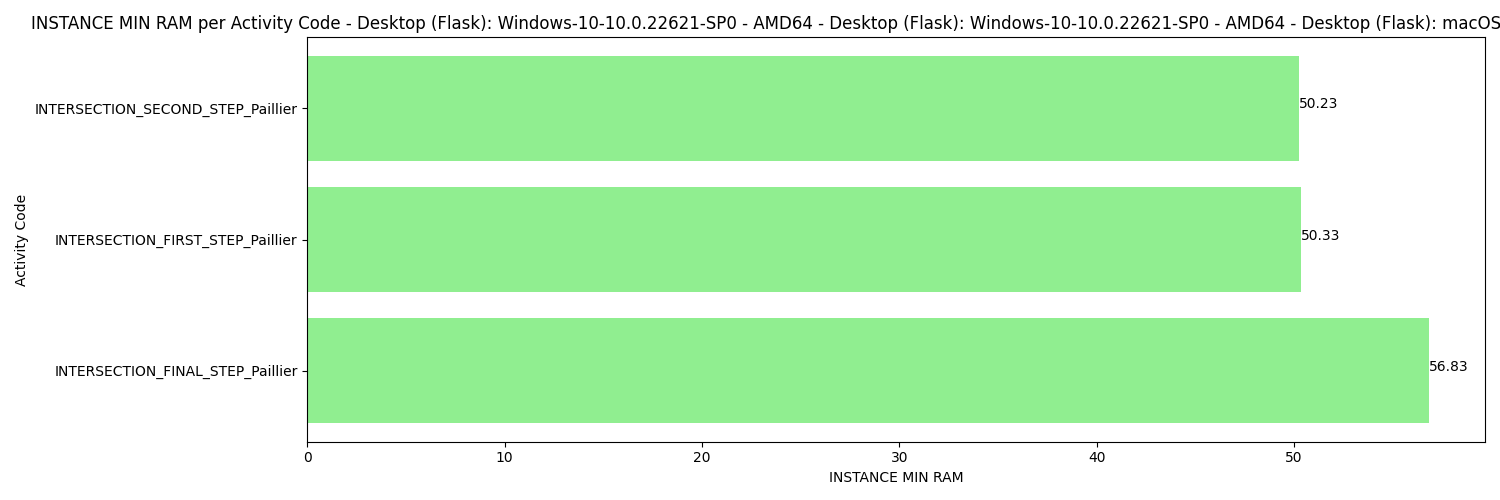 INSTANCE MIN RAM per Activity Code - Desktop (Flask): Windows-10-10.0.22621-SP0 - AMD64 - Desktop (Flask): Windows-10-10.0.22621-SP0 - AMD64 - Desktop (Flask): macOS
INTERSECTION_SECOND_STEP_Paillier
50.23
Activity Code
INTERSECTION_FIRST_STEP_Paillier
50.33
INTERSECTION_FINAL_STEP_Paillier
56.83
0 10 20 30 40 50
INSTANCE MIN RAM